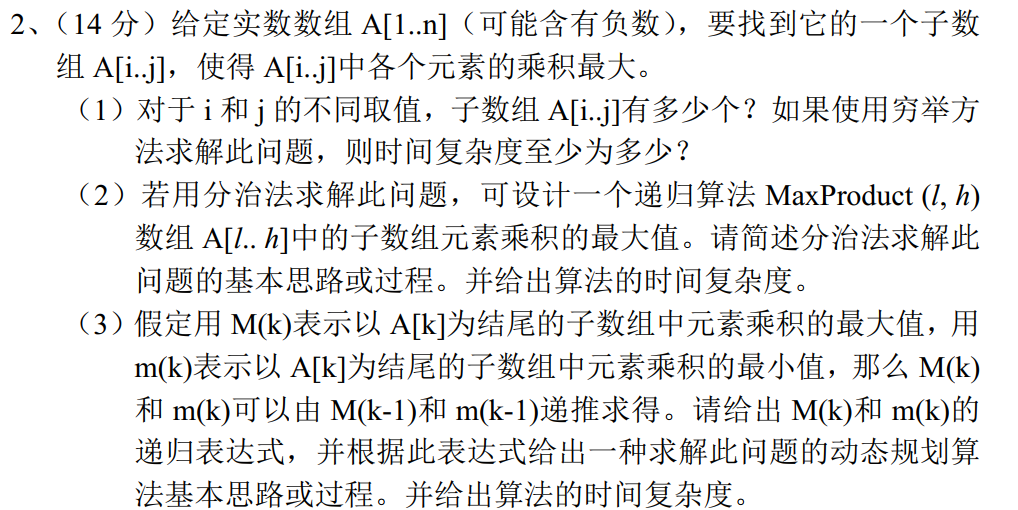 2、（14 分）给定实数数组 A[1..n]（可能含有负数），要找到它的一个子数
组 A[i..j]，使得 A[i..j]中各个元素的乘积最大。
（1）对于 i 和 j 的不同取值，子数组 A[i..j]有多少个？如果使用穷举方
法求解此问题，则时间复杂度至少为多少？
（2）若用分治法求解此问题，可设计一个递归算法 MaxProduct (l, h)
数组 A[l.. h]中的子数组元素乘积的最大值。请简述分治法求解此
问题的基本思路或过程。并给出算法的时间复杂度。
（3）假定用 M(k)表示以 A[k]为结尾的子数组中元素乘积的最大值，用
m(k)表示以 A[k]为结尾的子数组中元素乘积的最小值，那么 M(k)
和 m(k)可以由 M(k-1)和 m(k-1)递推求得。请给出 M(k)和 m(k)的
递归表达式，并根据此表达式给出一种求解此问题的动态规划算
法基本思路或过程。并给出算法的时间复杂度。